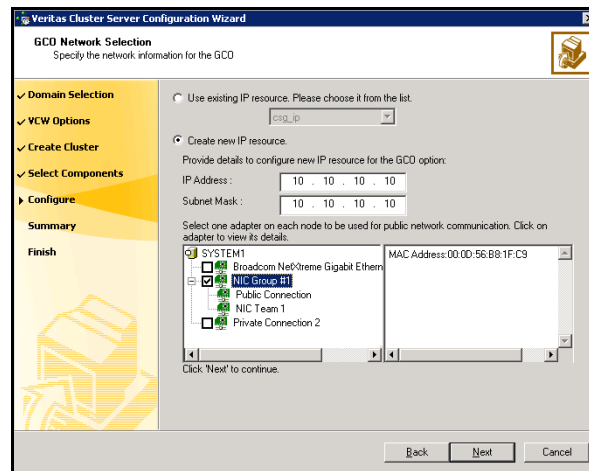 Veritas Cluster Server Configuration Wizard
GCO Network Selection
Specify the network information for the GCO
Domain Selection
VCW Options
Create Cluster
Select Components
Configure
Summary
Finish
Use existing IP resource. Please choose it from the list.
csg_ip
Create new IP resource.
Provide details to configure new IP resource for the GCO option:
IP Address : 10 . 10 . 10 . 10
Subnet Mask : 10 . 10 . 10 . 10
Select one adapter on each node to be used for public network communication. Click on
adapter to view its details.
SYSTEM1
Broadcom NetXtreme Gigabit Ethern
NIC Group #1
Public Connection
NIC Team 1
Private Connection 2
MAC Address:00:0D:56:B8:1F:C9
Click 'Next' to continue.
Back Next Cancel